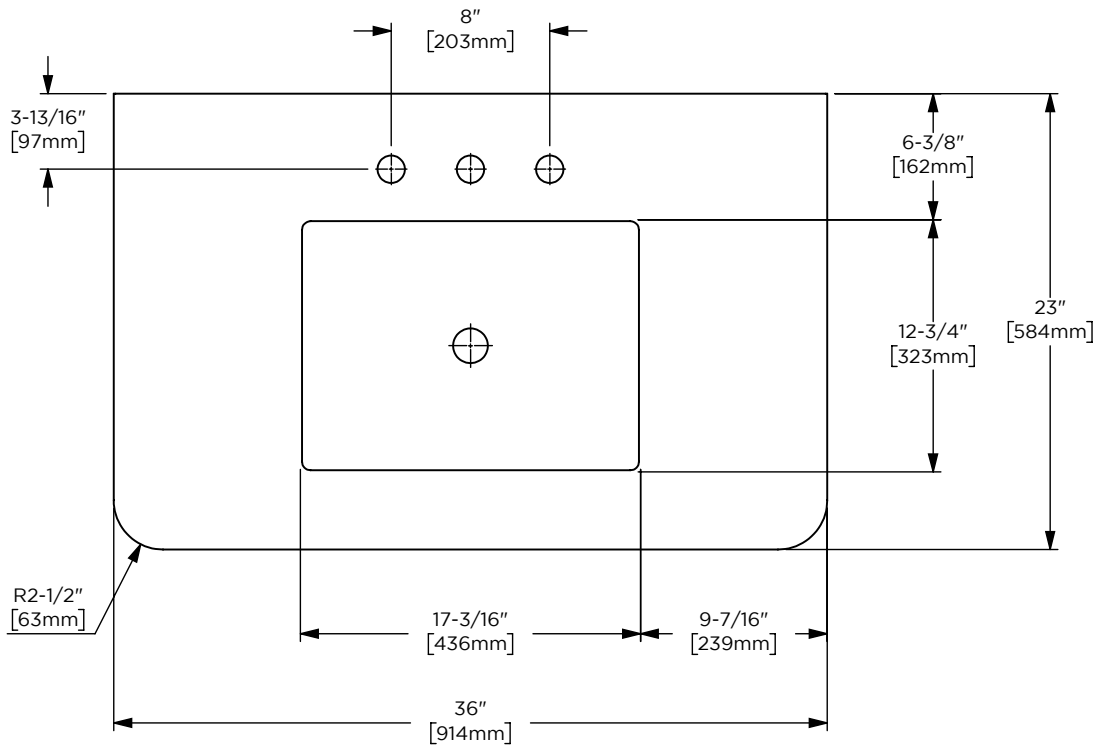 8"
[203mm]
3-13/16"
[97mm]
6-3/8"
[162mm]
23"
[584mm]
12-3/4"
[323mm]
R2-1/2"
[63mm]
17-3/16"
[436mm]
9-7/16"
[239mm]
36"
[914mm]